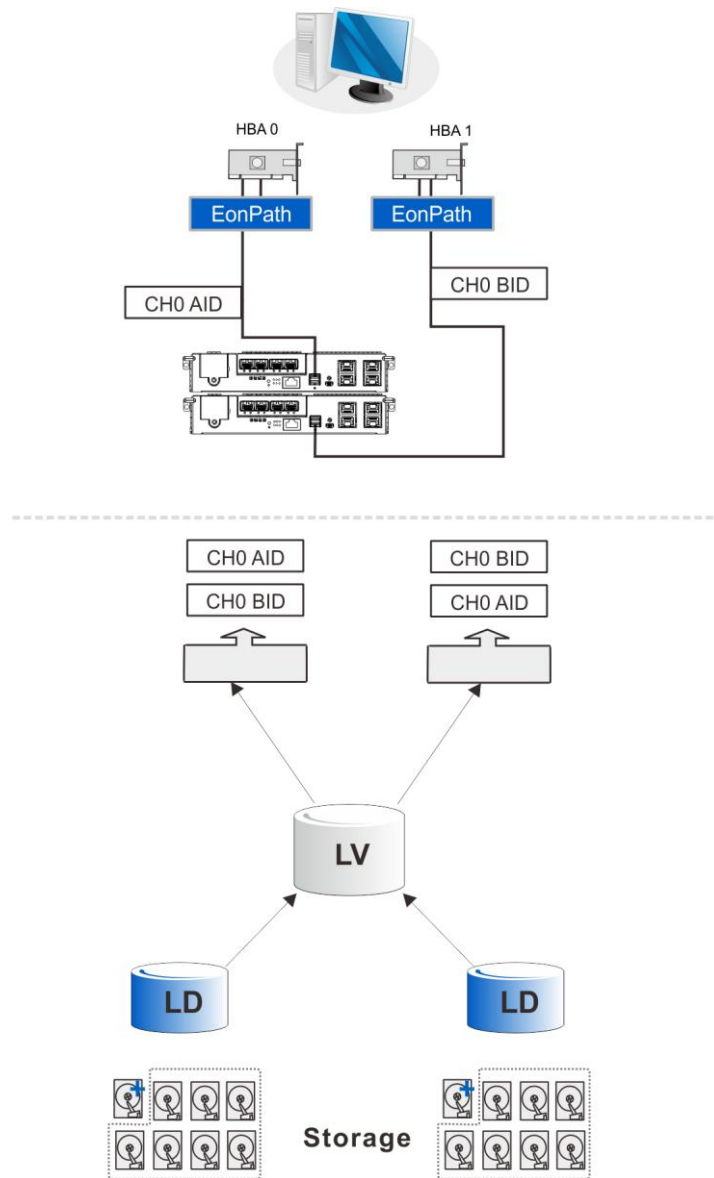 HBA 0
HBA 1
EonPath
EonPath
CH0 AID
CH0 BID
CH0 AID
CH0 BID
CH0 BID
CH0 AID
LV
LD
LD
Storage